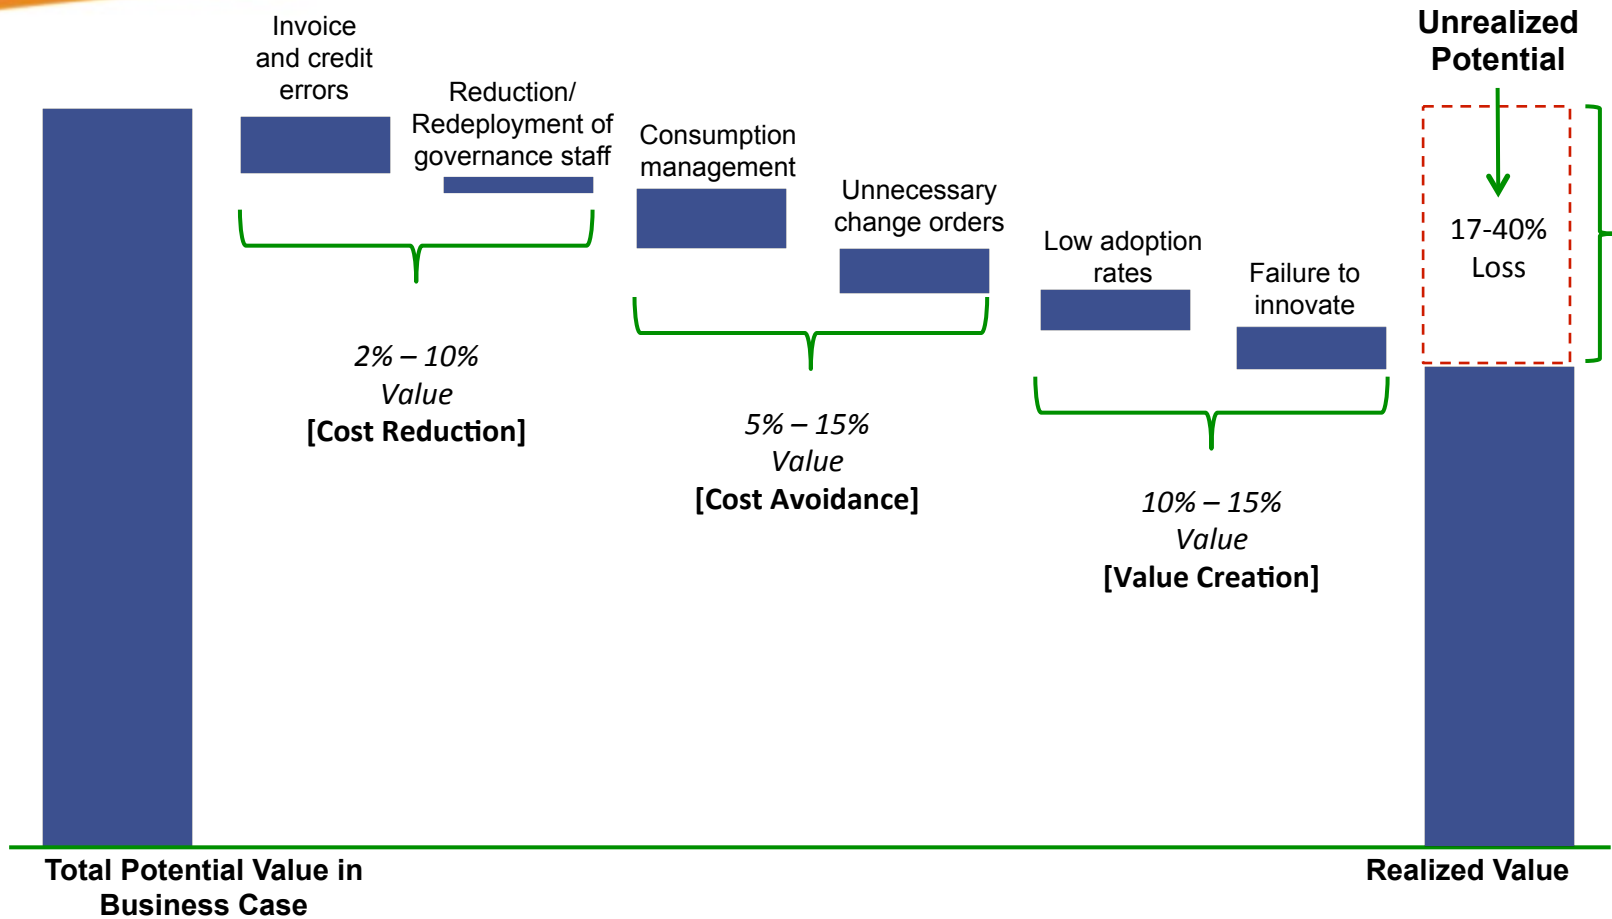 Invoice
and credit
errors
Reduction/
Redeployment of
governance staff
Consumption
management
Unnecessary
change orders
Low adoption
rates
Failure to
innovate
Unrealized
Potential
17-40%
Loss
2% – 10%
Value
[Cost Reduction]
5% – 15%
Value
[Cost Avoidance]
10% – 15%
Value
[Value Creation]
Total Potential Value in
Business Case
Realized Value